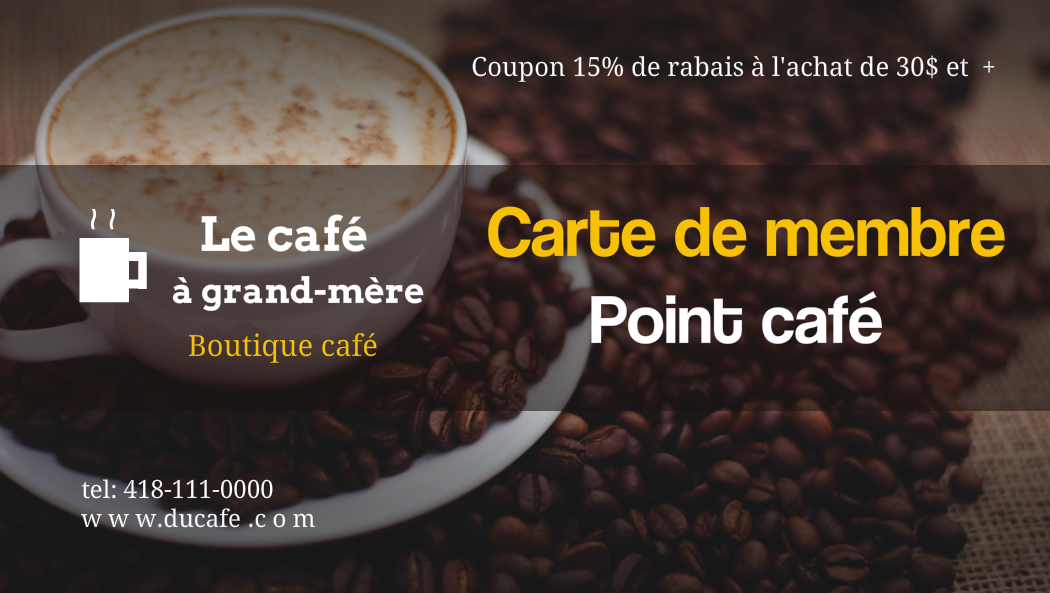 Coupon 15% de rabais à l'achat de 30$ et +
Le café
à grand-mère
Boutique café
Carte de membre
Point café
tel: 418-111-0000
w w w.ducafe .c o m